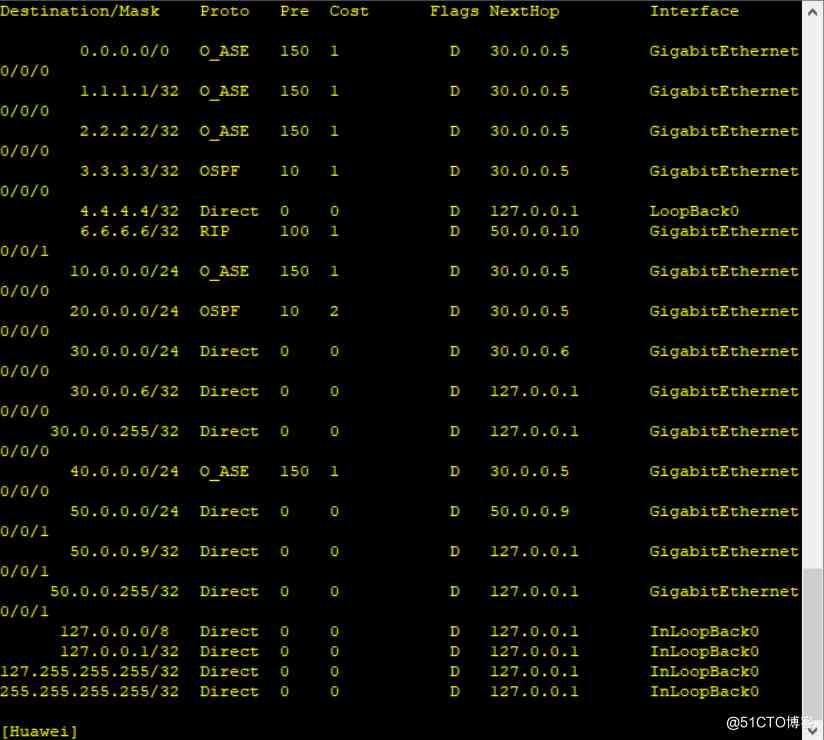 Destination/Mask    Proto   Pre  Cost      Flags NextHop         Interface
        0.0.0.0/0   O_ASE   150  1           D   30.0.0.5        GigabitEthernet
0/0/0
        1.1.1.1/32  O_ASE   150  1           D   30.0.0.5        GigabitEthernet
0/0/0
        2.2.2.2/32  O_ASE   150  1           D   30.0.0.5        GigabitEthernet
0/0/0
        3.3.3.3/32  OSPF    10   1           D   30.0.0.5        GigabitEthernet
0/0/0
        4.4.4.4/32  Direct  0    0           D   127.0.0.1       LoopBack0
        6.6.6.6/32  RIP     100  1           D   50.0.0.10       GigabitEthernet
0/0/1
       10.0.0.0/24  O_ASE   150  1           D   30.0.0.5        GigabitEthernet
0/0/0
       20.0.0.0/24  OSPF    10   2           D   30.0.0.5        GigabitEthernet
0/0/0
       30.0.0.0/24  Direct  0    0           D   30.0.0.6        GigabitEthernet
0/0/0
       30.0.0.6/32  Direct  0    0           D   127.0.0.1       GigabitEthernet
0/0/0
     30.0.0.255/32  Direct  0    0           D   127.0.0.1       GigabitEthernet
0/0/0
       40.0.0.0/24  O_ASE   150  1           D   30.0.0.5        GigabitEthernet
0/0/0
       50.0.0.0/24  Direct  0    0           D   50.0.0.9        GigabitEthernet
0/0/1
       50.0.0.9/32  Direct  0    0           D   127.0.0.1       GigabitEthernet
0/0/1
     50.0.0.255/32  Direct  0    0           D   127.0.0.1       GigabitEthernet
0/0/1
      127.0.0.0/8   Direct  0    0           D   127.0.0.1       InLoopBack0
      127.0.0.1/32  Direct  0    0           D   127.0.0.1       InLoopBack0
127.255.255.255/32  Direct  0    0           D   127.0.0.1       InLoopBack0
255.255.255.255/32  Direct  0    0           D   127.0.0.1       InLoopBack0
@51CTO博客
[Huawei]